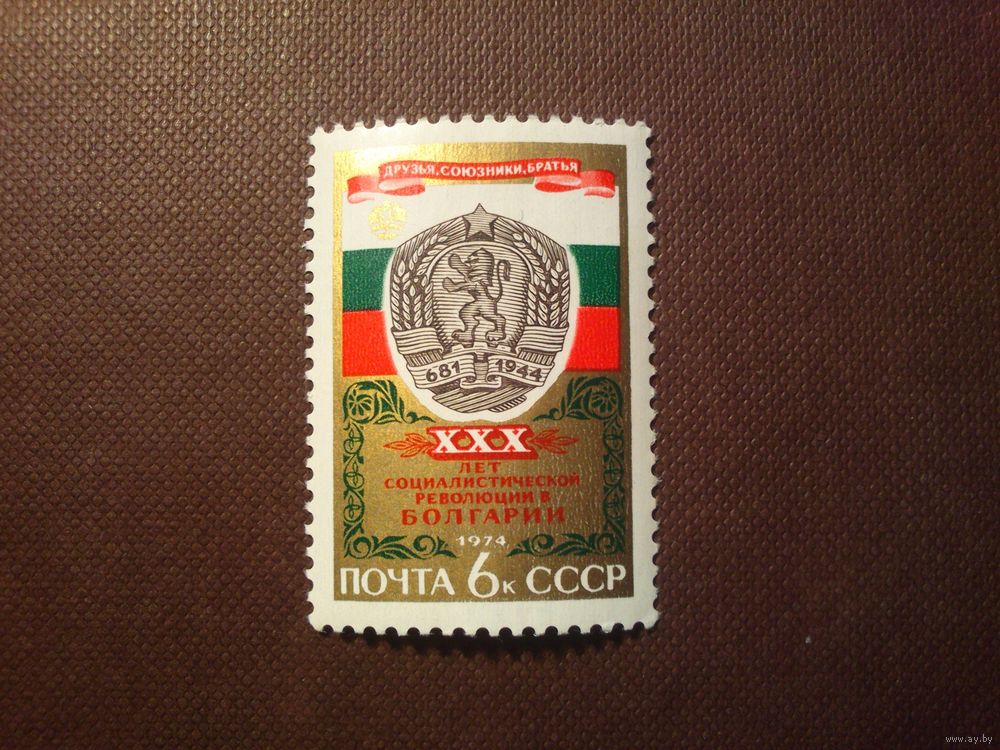 ДРУЗЬЯ, СОЮЗНИКИ, БРАТЬЯ
681 1944
XXX
ЛЕТ
СОЦИАЛИСТИЧЕСКОЙ
РЕВОЛЮЦИИ В
БОЛГАРИИ
1974
ПОЧТА 6к СССР
www.ay.by